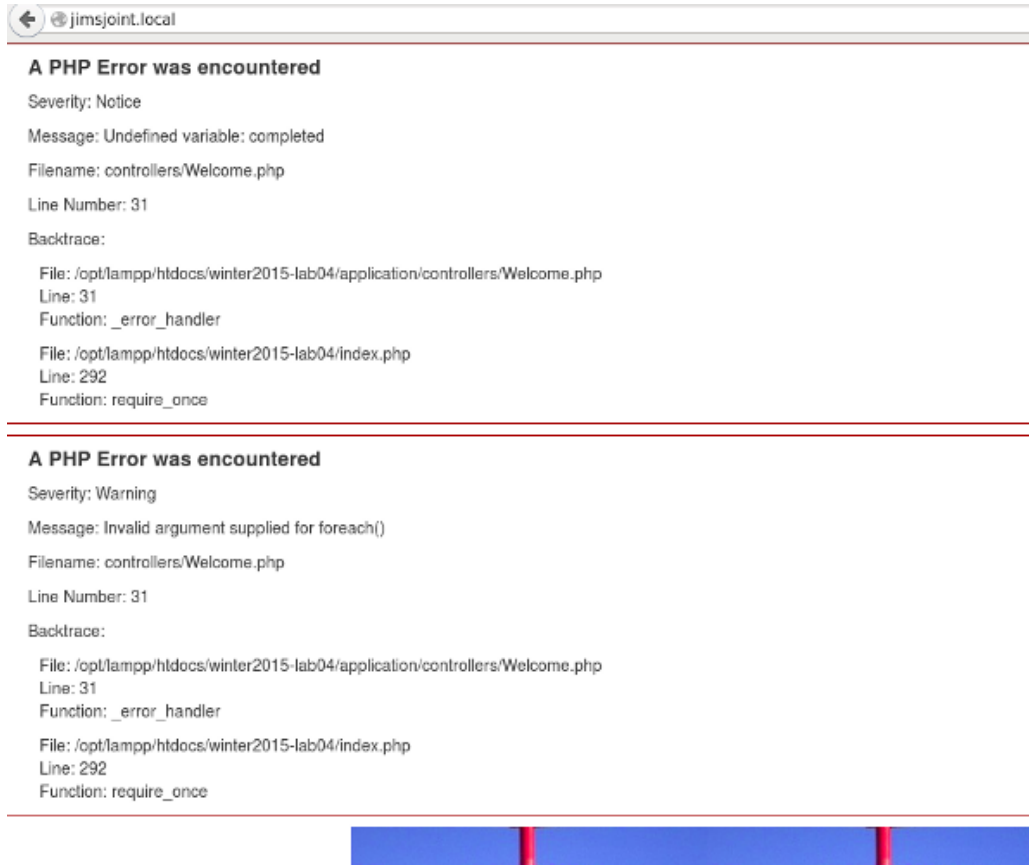 jimsjoint.local
A PHP Error was encountered
Severity: Notice
Message: Undefined variable: completed
Filename: controllers/Welcome.php
Line Number: 31
Backtrace:
File: /opt/lampp/htdocs/winter2015-lab04/application/controllers/Welcome.php
Line: 31
Function: _error_handler
File: /opt/lampp/htdocs/winter2015-lab04/index.php
Line: 292
Function: require_once
A PHP Error was encountered
Severity: Warning
Message: Invalid argument supplied for foreach()
Filename: controllers/Welcome.php
Line Number: 31
Backtrace:
File: /opt/lampp/htdocs/winter2015-lab04/application/controllers/Welcome.php
Line: 31
Function: _error_handler
File: /opt/lampp/htdocs/winter2015-lab04/index.php
Line: 292
Function: require_once